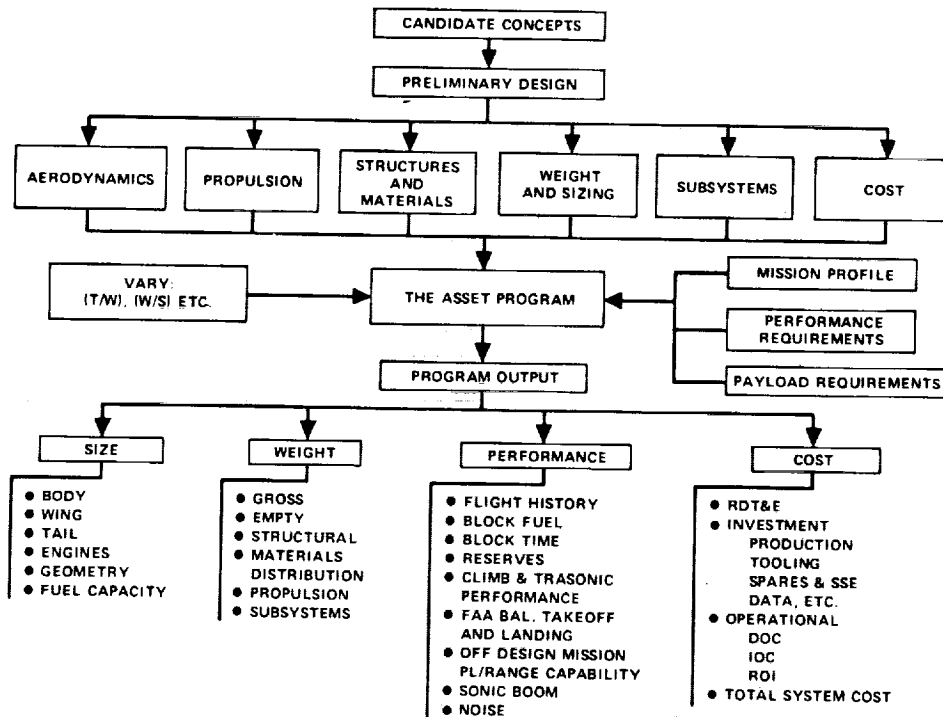 CANDIDATE CONCEPTS
PRELIMINARY DESIGN
AERODYNAMICS
PROPULSION
STRUCTURES
AND
MATERIALS
WEIGHT
AND SIZING
SUBSYSTEMS
COST
VARY:
(T/W), (W/S) ETC.
THE ASSET PROGRAM
MISSION PROFILE
PERFORMANCE
REQUIREMENTS
PAYLOAD REQUIREMENTS
PROGRAM OUTPUT
SIZE
● BODY
● WING
● TAIL
● ENGINES
● GEOMETRY
● FUEL CAPACITY
WEIGHT
● GROSS
● EMPTY
● STRUCTURAL
● MATERIALS
DISTRIBUTION
● PROPULSION
● SUBSYSTEMS
PERFORMANCE
● FLIGHT HISTORY
● BLOCK FUEL
● BLOCK TIME
● RESERVES
● CLIMB & TRASONIC
PERFORMANCE
● FAA BAL. TAKEOFF
AND LANDING
● OFF DESIGN MISSION
PL/RANGE CAPABILITY
● SONIC BOOM
● NOISE
COST
● RDT&E
● INVESTMENT
PRODUCTION
TOOLING
SPARES & SSE
DATA, ETC.
● OPERATIONAL
DOC
IOC
ROI
● TOTAL SYSTEM COST